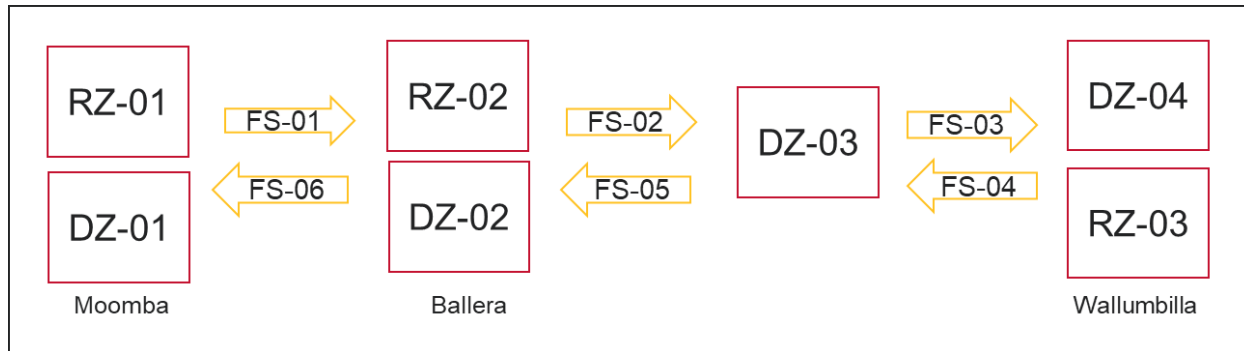 RZ-01
FS-01
RZ-02
FS-02
DZ-03
FS-03
DZ-04
DZ-01
FS-06
DZ-02
FS-05
FS-04
RZ-03
Moomba
Ballera
Wallumbilla